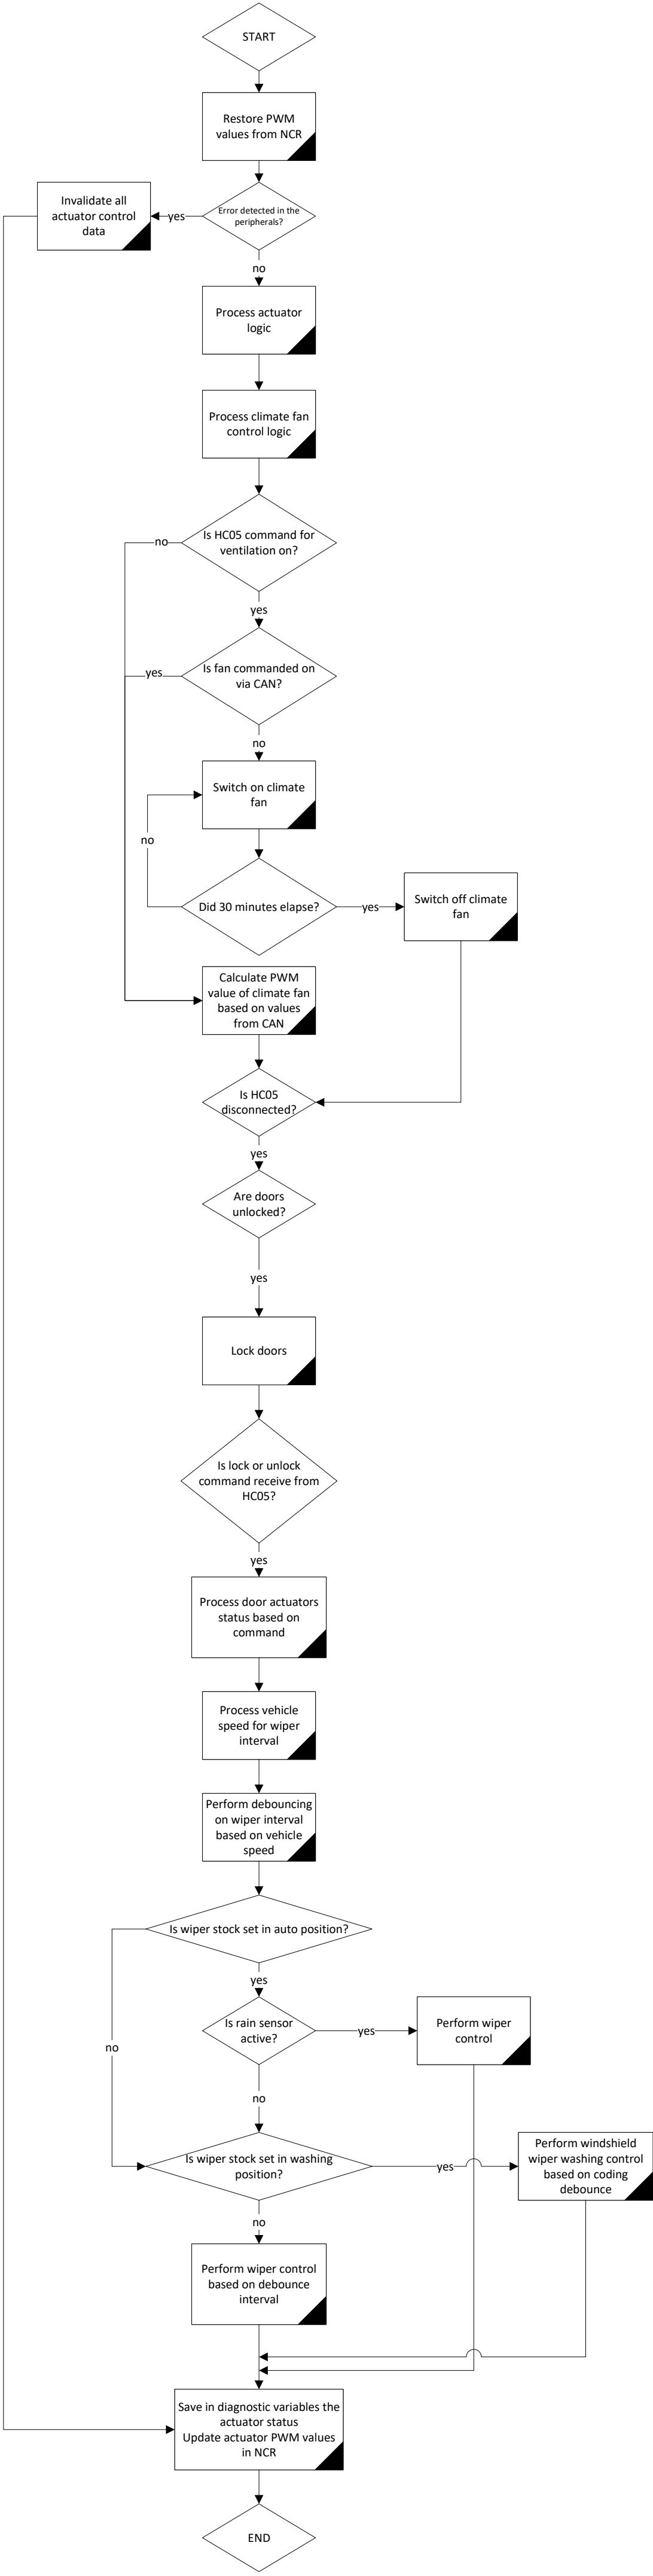 START
Restore PWM
values from NCR
Error detected in the
peripherals?
yes
Invalidate all
actuator control
data
no
Process actuator
logic
Process climate fan
control logic
Is HC05 command for
ventilation on?
no
yes
Is fan commanded on
via CAN?
yes
no
Switch on climate
fan
no
Did 30 minutes elapse?
yes
Switch off climate
fan
Calculate PWM
value of climate fan
based on values
from CAN
Is HC05
disconnected?
yes
Are doors
unlocked?
yes
Lock doors
Is lock or unlock
command receive from
HC05?
yes
Process door actuators
status based on
command
Process vehicle
speed for wiper
interval
Perform debouncing
on wiper interval
based on vehicle
speed
Is wiper stock set in auto position?
yes
no
Is rain sensor
active?
yes
Perform wiper
control
no
Is wiper stock set in washing
position?
yes
Perform windshield
wiper washing control
based on coding
debounce
no
Perform wiper control
based on debounce
interval
Save in diagnostic variables the
actuator status
Update actuator PWM values
in NCR
END